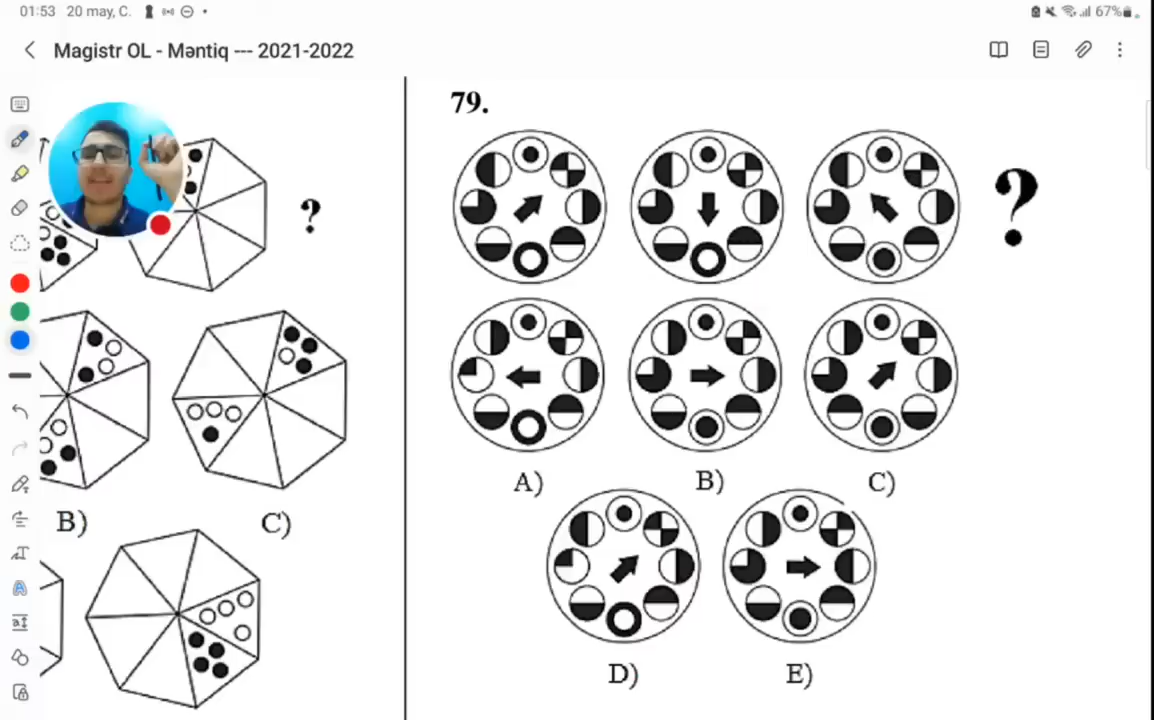 01:53 20 may, C. 67%
Magistr OL - Məntiq --- 2021-2022
?
B)
C)
79.
?
A)
B)
C)
D)
E)